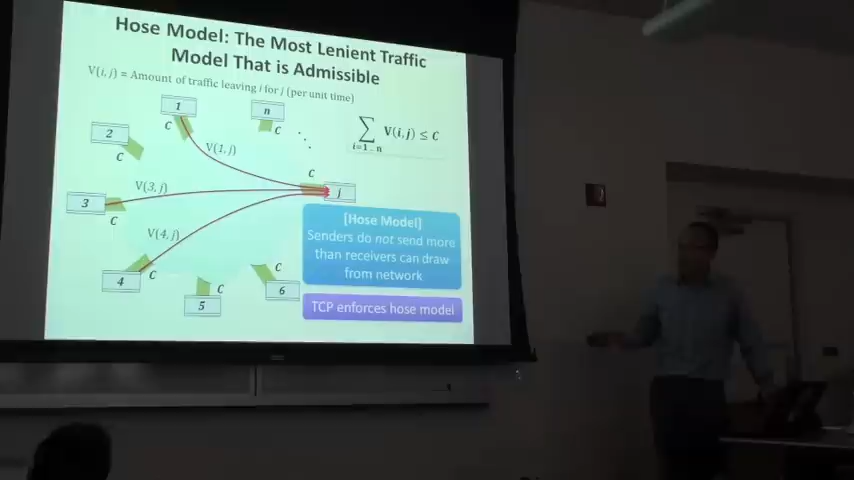 Hose Model: The Most Lenient Traffic
Model That is Admissible
V(i, j) = Amount of traffic leaving i for j (per unit time)
1
n
C
C
2
C
∑ V(i, j) ≤ C
i=1 .. n
V(1, j)
C
V(3, j)
j
3
C
[Hose Model]
Senders do not send more
than receivers can draw
from network
V(4, j)
C
C
4
C
6
5
TCP enforces hose model